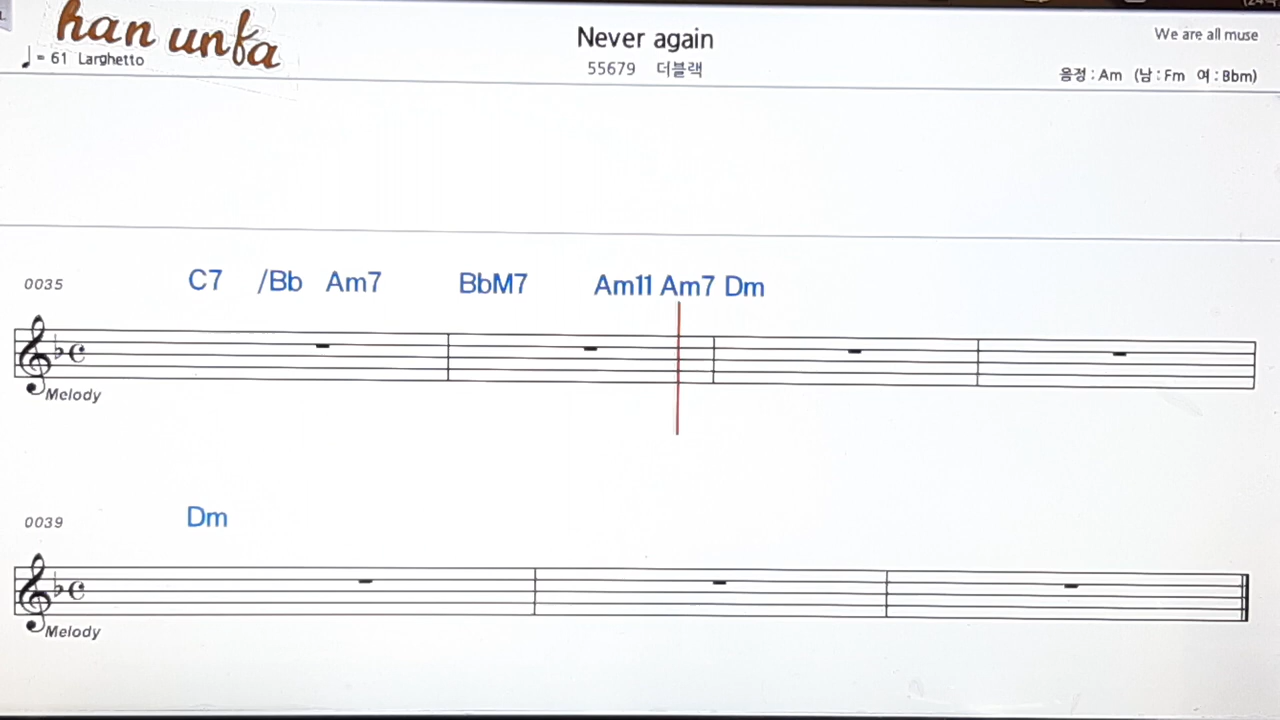 han unfa
Never again
We are all muse
♩ = 61 Larghetto
55679 더블랙
음정 : Am (남 : Fm 여 : Bbm)
0035 C7 /Bb Am7 BbM7 Am11 Am7 Dm
Melody
0039 Dm
Melody